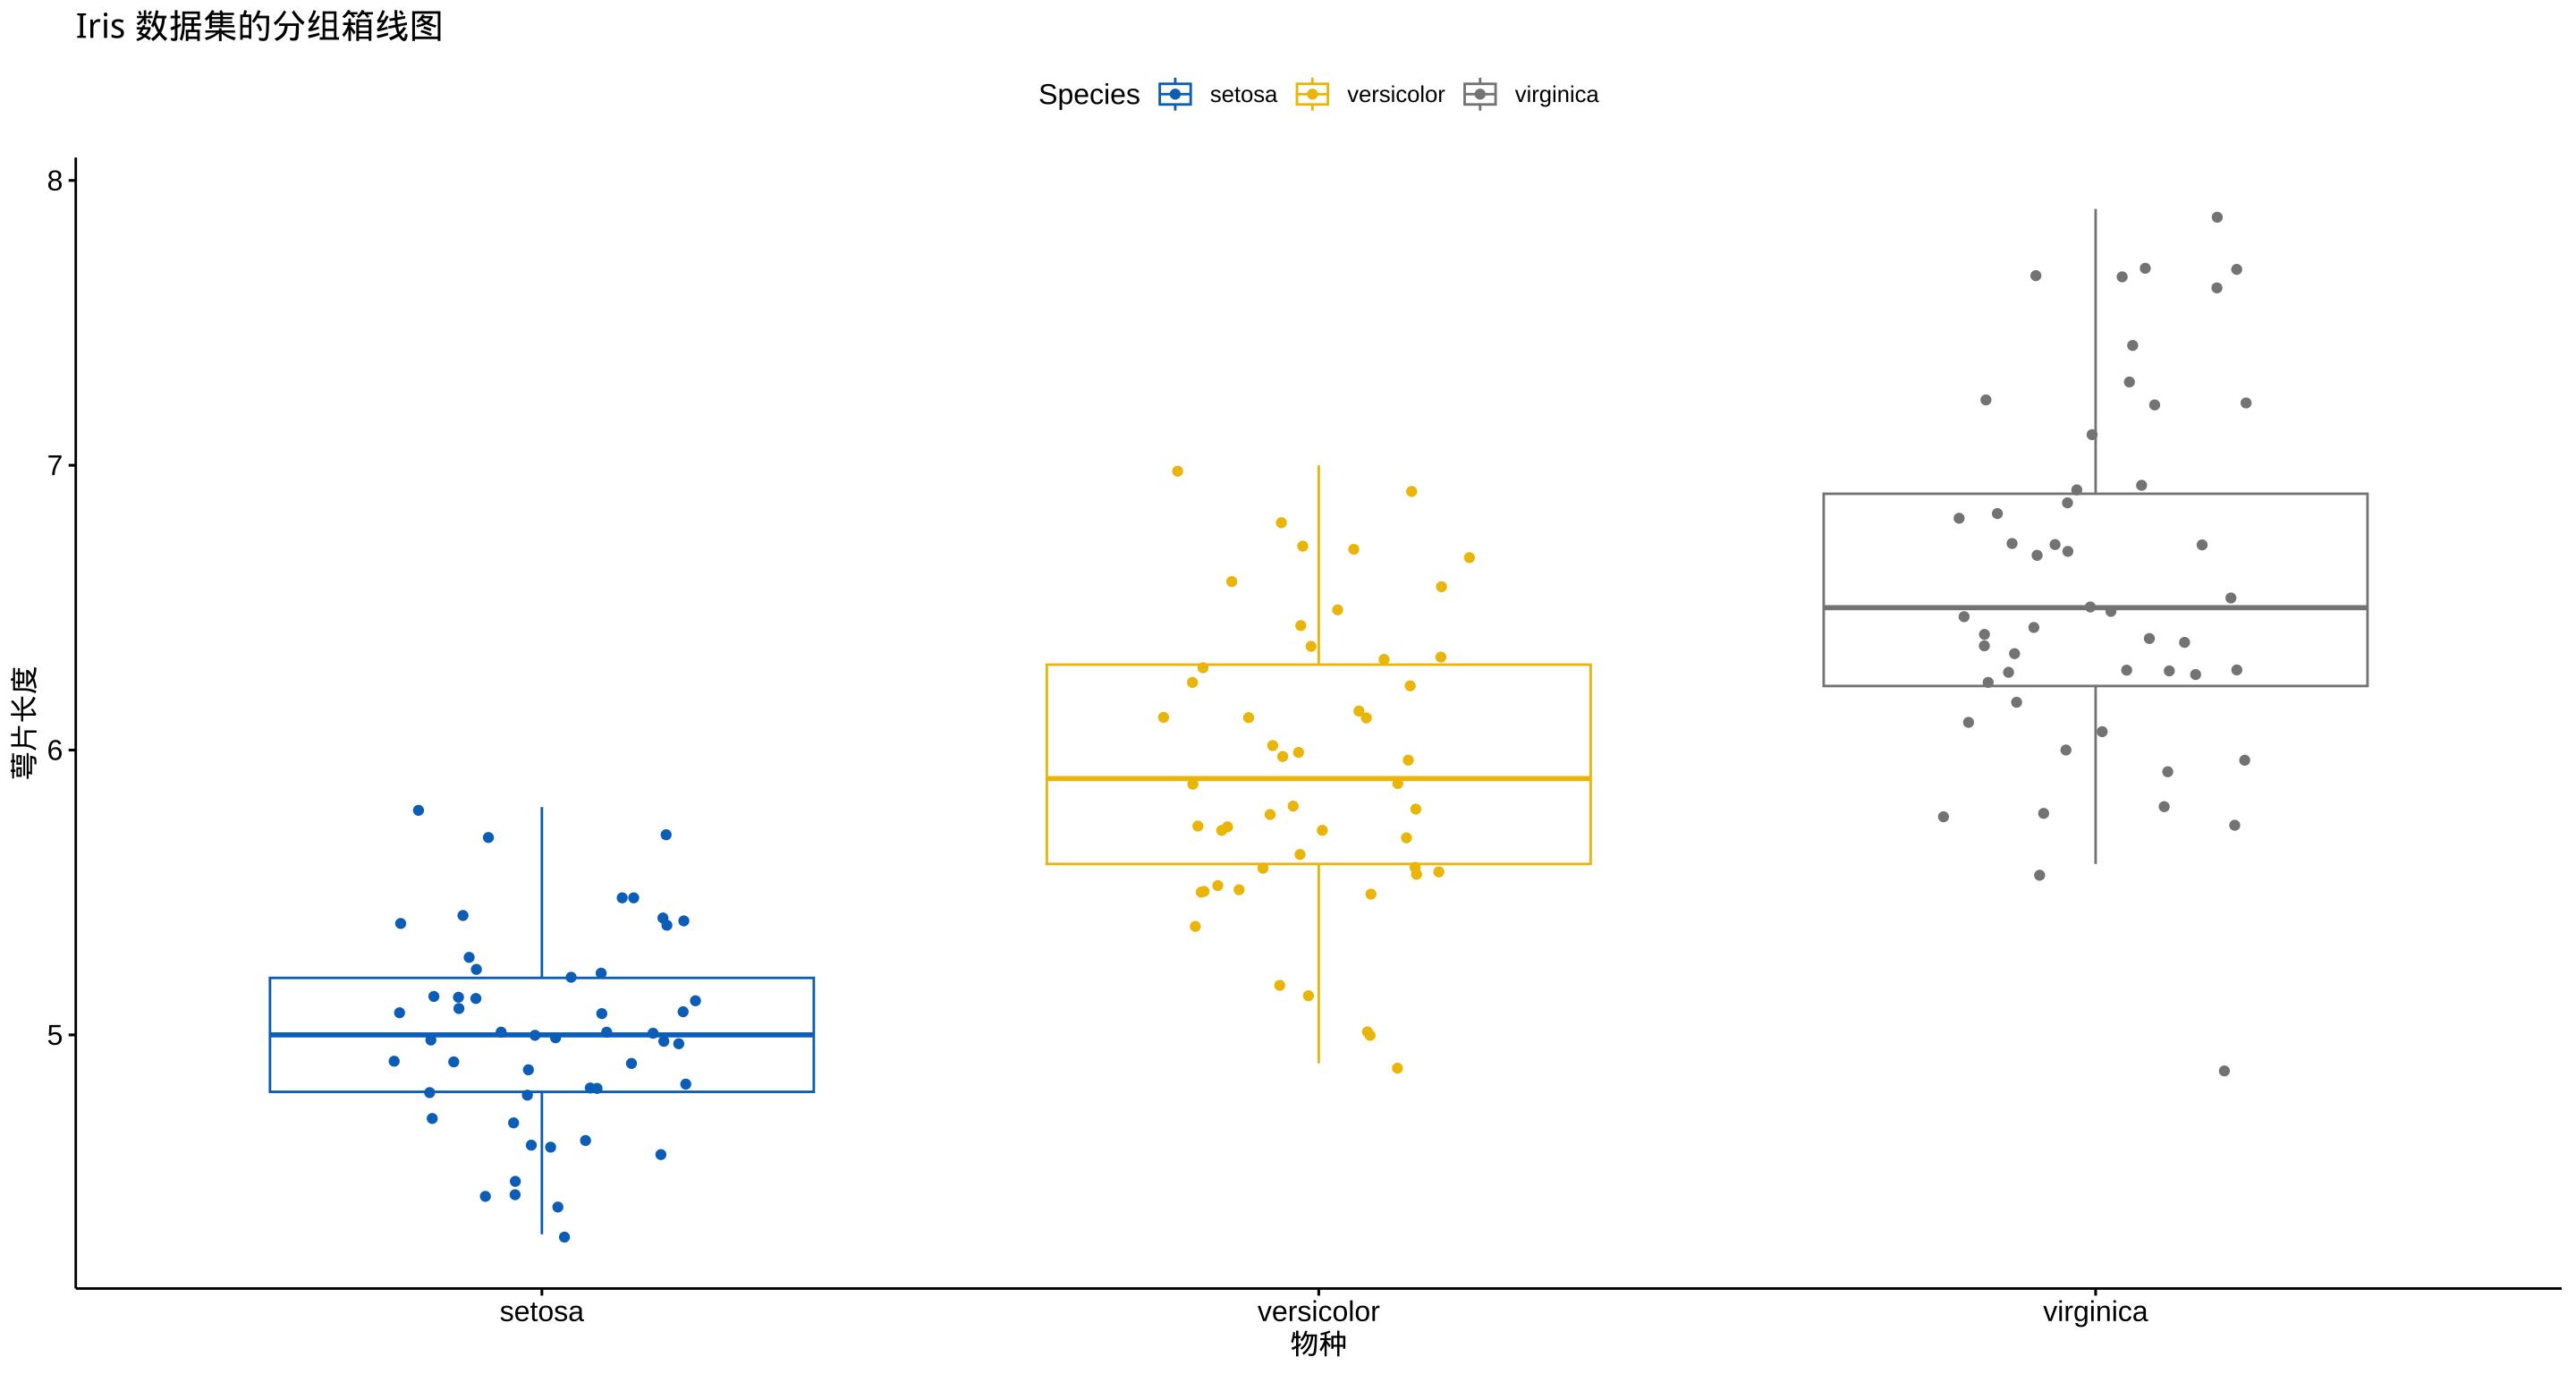 Iris 数据集的分组箱线图
Species setosa versicolor virginica
8
7
6
5
萼片长度
setosa versicolor virginica
物种